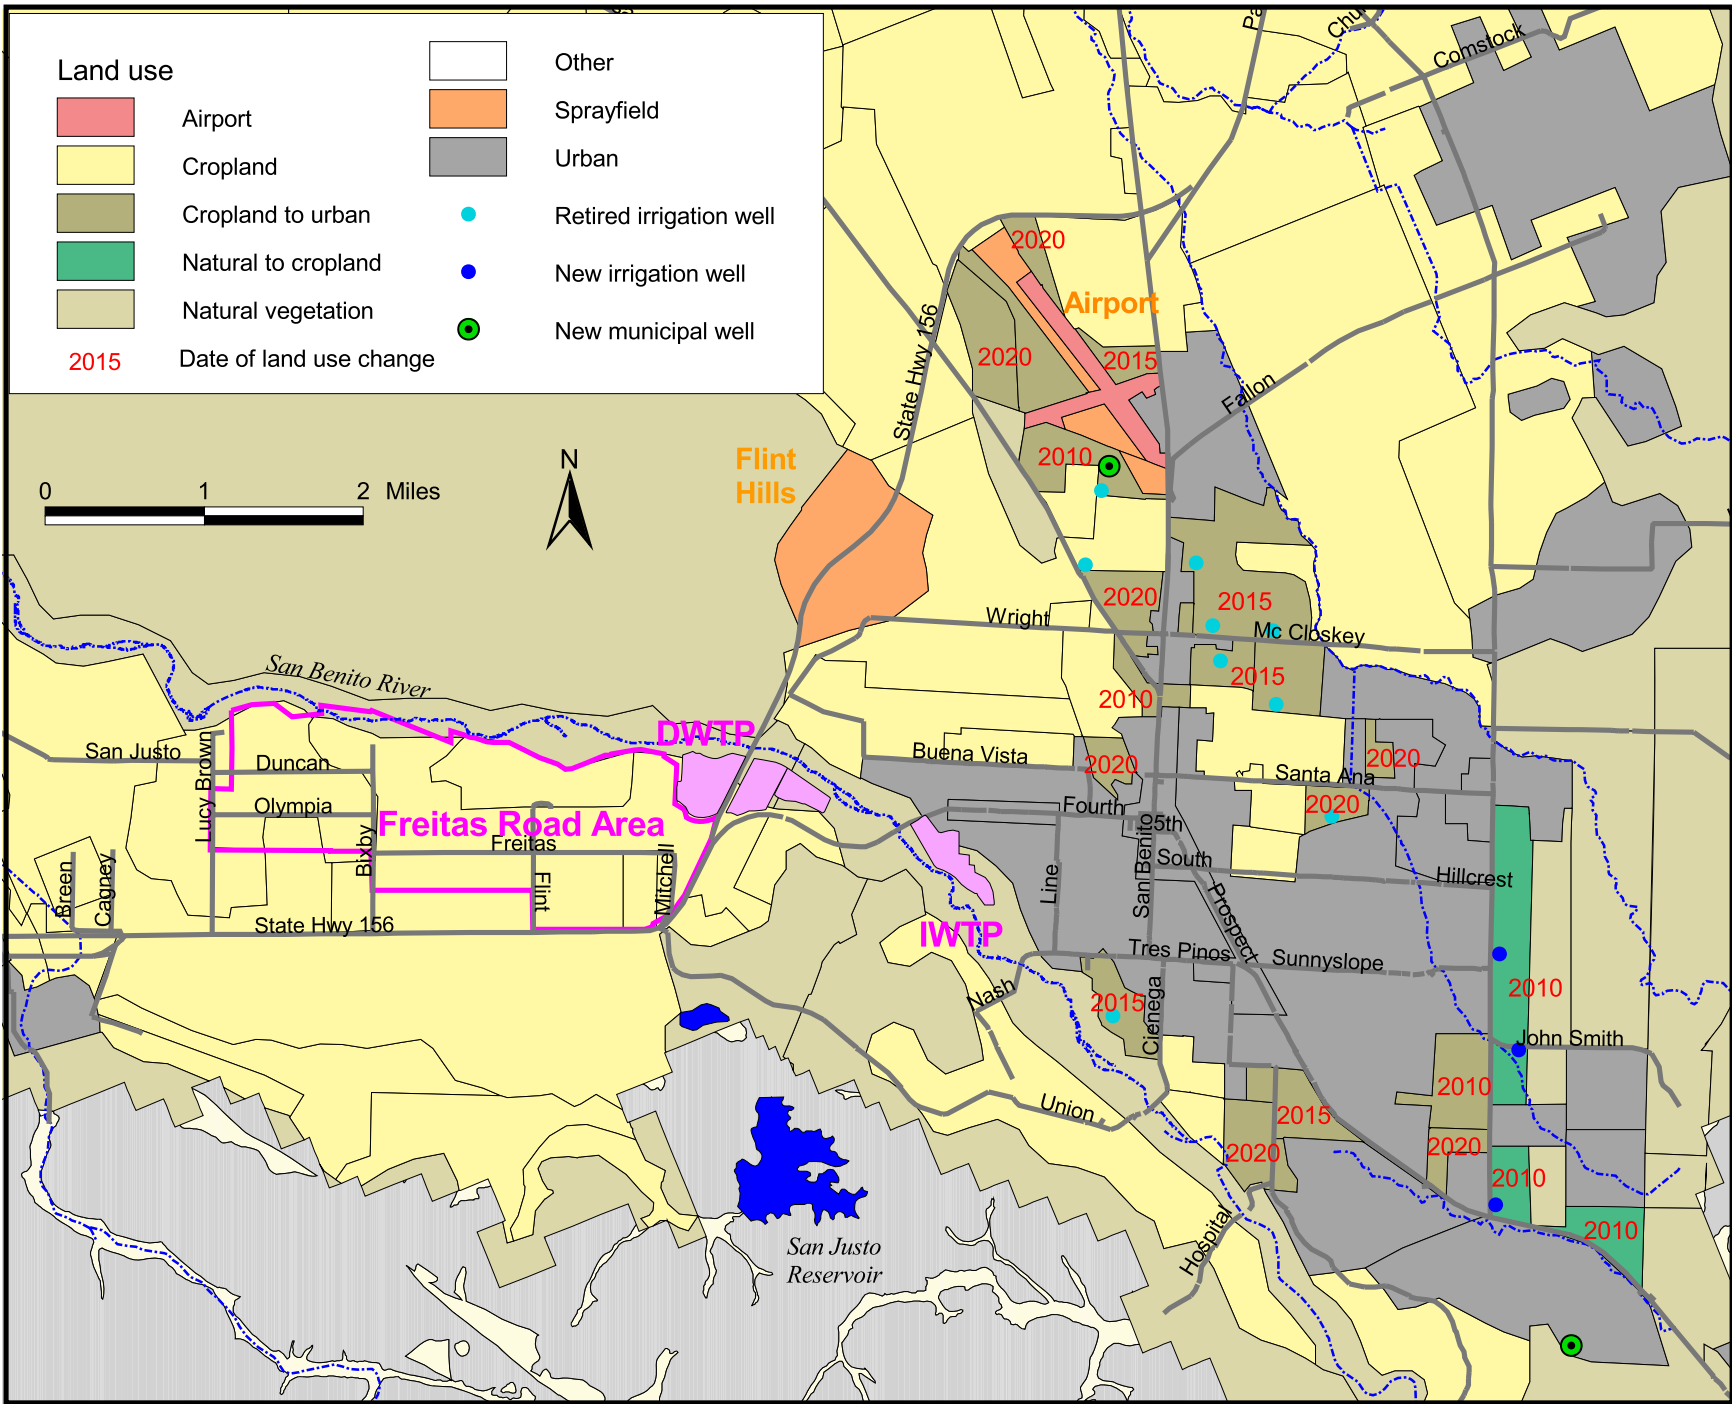 Land use
Airport
Cropland
Cropland to urban
Natural to cropland
Natural vegetation
2015
Date of land use change
Other
Sprayfield
Urban
Retired irrigation well
New irrigation well
New municipal well
0 1 2 Miles
N
Comstock
2020
Airport
State Hwy 156
2020
2015
Fallon
Flint
Hills
2010
2020
2015
Wright
Mc Closkey
2015
2010
San Benito River
DWTP
San Justo
Lucy Brown
Duncan
Olympia
Bixby
Freitas Road Area
Freitas
Breen
Cagney
Flint
Mitchell
State Hwy 156
Buena Vista
2020
2020
Santa Ana
2020
Fourth
5th
San Benito
South
Line
Hillcrest
Prospect
IWTP
Tres Pinos
Sunnyslope
Nash
2015
Cienega
2010
John Smith
2010
Union
2015
2020
2020
2010
2010
Hospital
San Justo
Reservoir